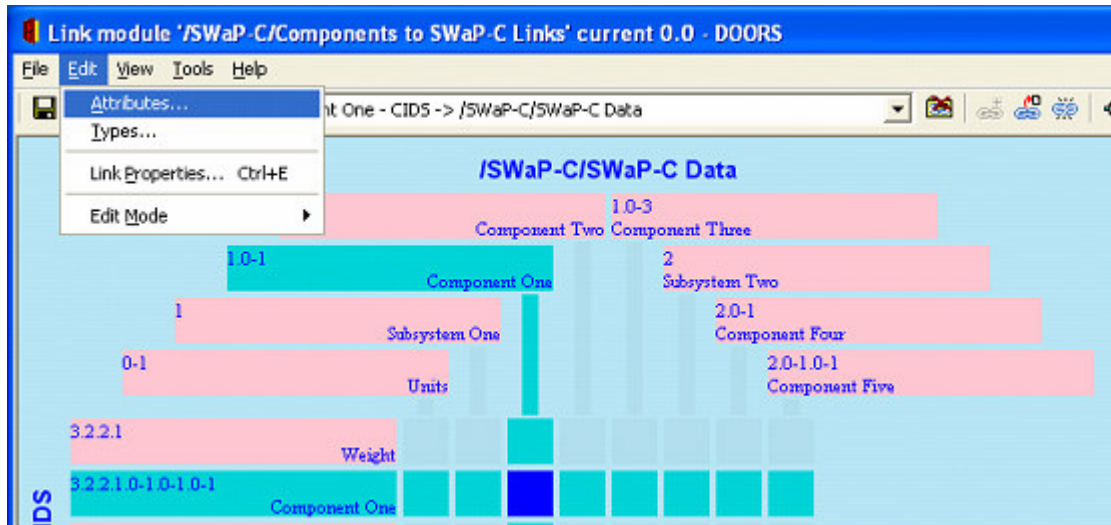 Link module '/SWaP-C/Components to SWaP-C Links' current 0.0 - DOORS
File Edit View Tools Help
Attributes...
Types...
Link Properties... Ctrl+E
Edit Mode
nt One - CIDS -> /SWaP-C/SWaP-C Data
/SWaP-C/SWaP-C Data
Component Two
1.0-3
Component Three
1.0-1
Component One
2
Subsystem Two
1
Subsystem One
2.0-1
Component Four
0-1
Units
2.0-1.0-1
Component Five
3.2.2.1
Weight
3.2.2.1.0-1.0-1.0-1
Component One
IDS